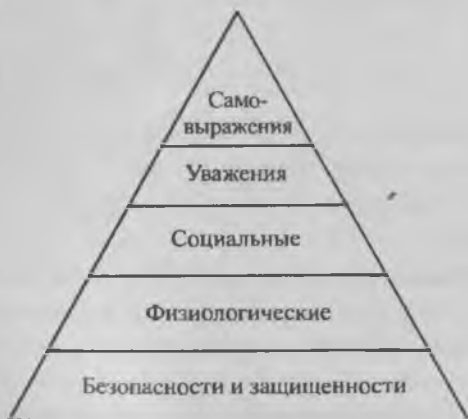 Само-
выражения
Уважения
Социальные
Физиологические
Безопасности и защищенности